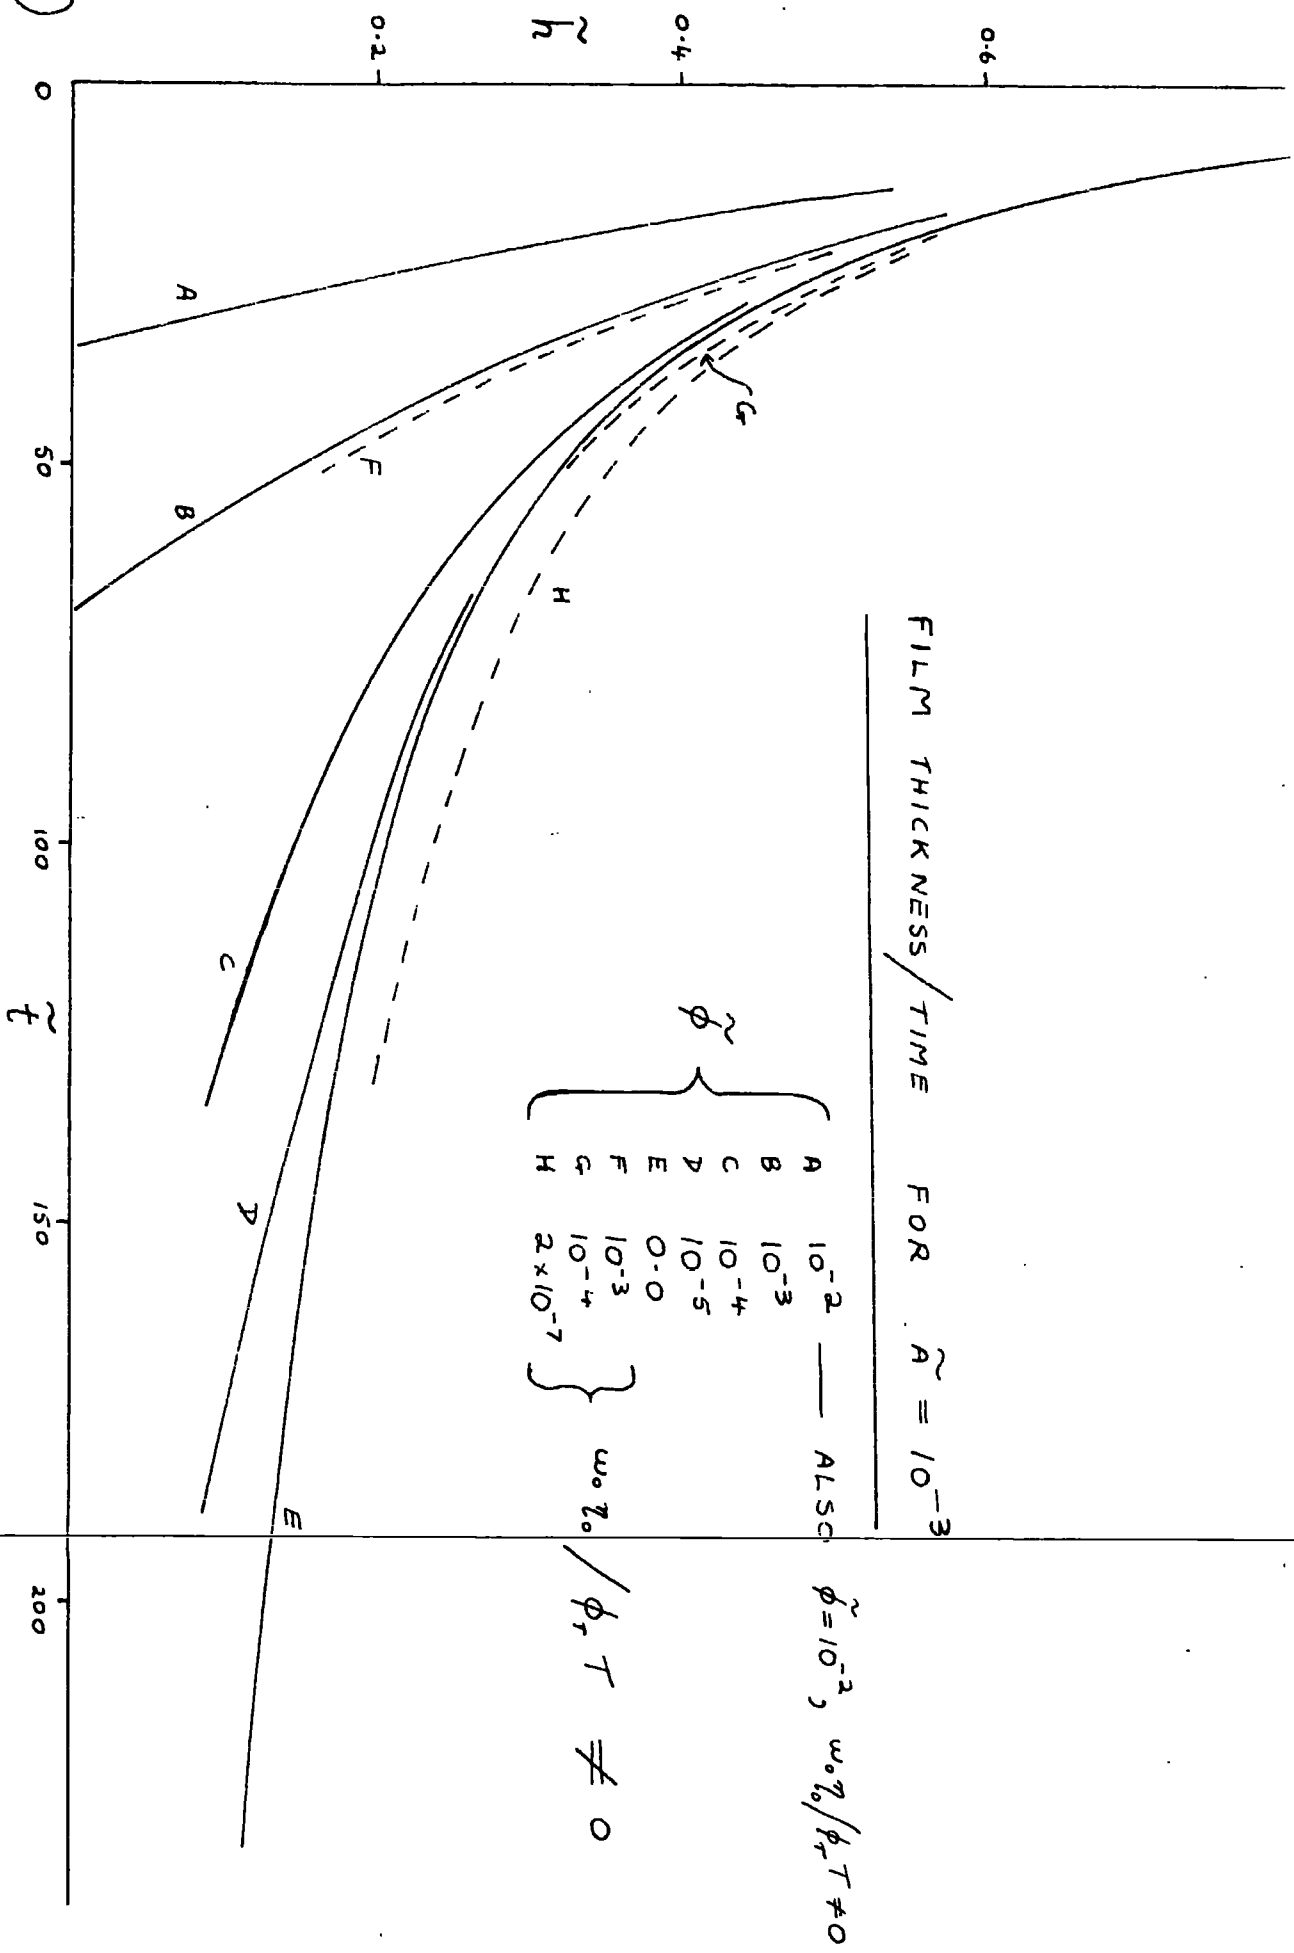 FILM THICKNESS/TIME FOR Ã = 10⁻³
φ̃
A 10⁻² — ALSO φ̃ = 10⁻², ω₀η₀/φᵣT ≠ 0
B 10⁻³
C 10⁻⁴
D 10⁻⁵
E 0·0
F 10⁻³
G 10⁻⁴
H 2×10⁻⁷
ω₀η₀/φᵣT ≠ 0
0·6
0·4
h̃
0·2
G
H
F
A
B
C
D
E
0
50
100
t̃
150
200